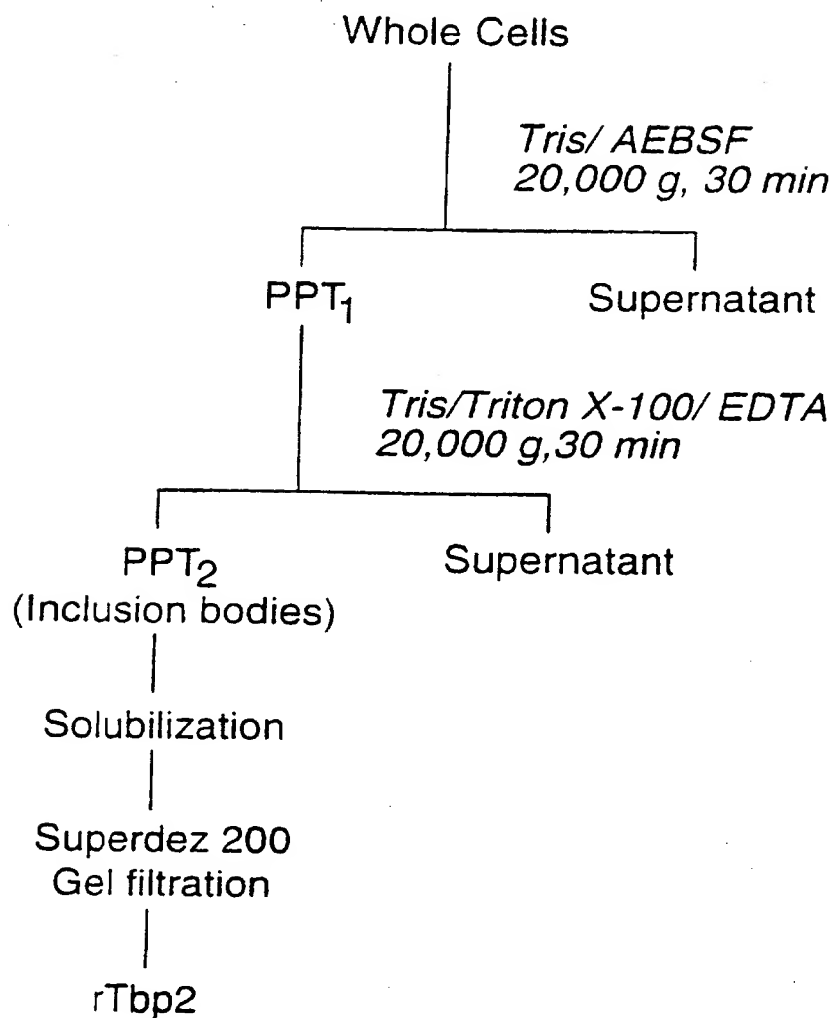 Whole Cells
Tris/ AEBSF
20,000 g, 30 min
PPT1
Supernatant
Tris/Triton X-100/ EDTA
20,000 g,30 min
PPT2
(Inclusion bodies)
Supernatant
Solubilization
Superdez 200
Gel filtration
rTbp2